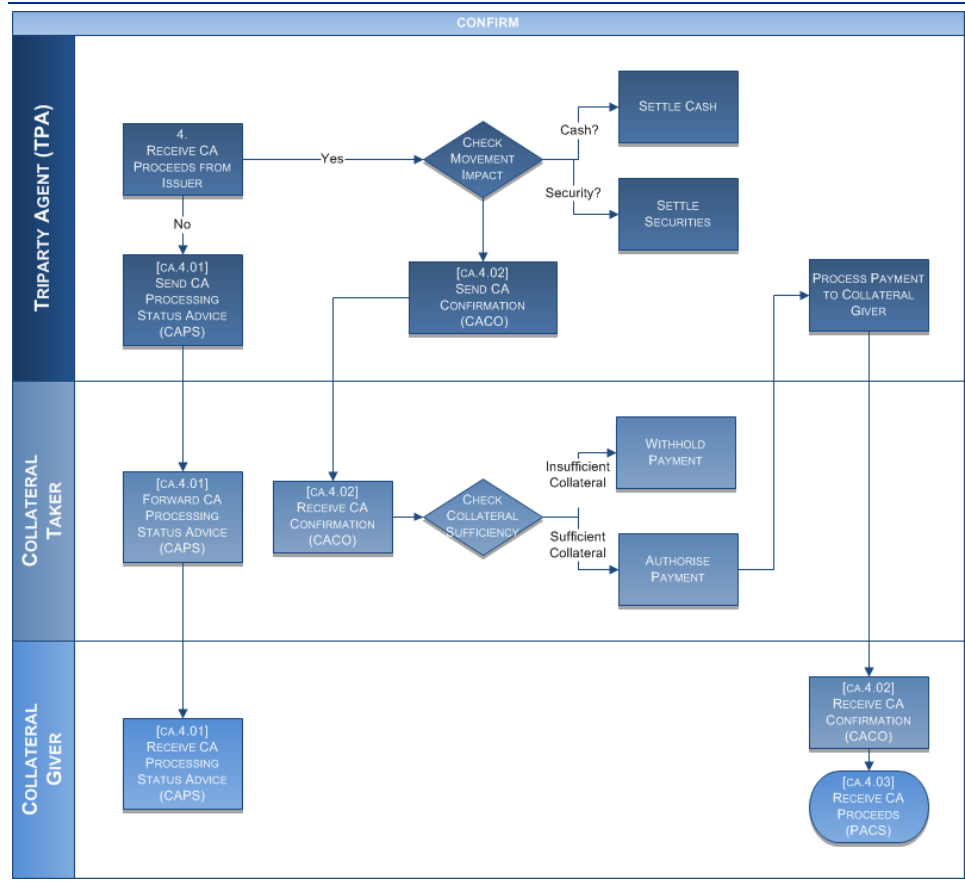 CONFIRM
TRIPARTY AGENT (TPA)
4.
RECEIVE CA
PROCEEDS FROM
ISSUER
Yes
CHECK
MOVEMENT
IMPACT
Cash?
SETTLE CASH
Security?
SETTLE
SECURITIES
No
[CA.4.01]
SEND CA
PROCESSING
STATUS ADVICE
(CAPS)
[CA.4.02]
SEND CA
CONFIRMATION
(CACO)
PROCESS PAYMENT
TO COLLATERAL
GIVER
COLLATERAL
TAKER
[CA.4.01]
FORWARD CA
PROCESSING
STATUS ADVICE
(CAPS)
[CA.4.02]
RECEIVE CA
CONFIRMATION
(CACO)
CHECK
COLLATERAL
SUFFICIENCY
Insufficient
Collateral
WITHHOLD
PAYMENT
Sufficient
Collateral
AUTHORISE
PAYMENT
COLLATERAL
GIVER
[CA.4.01]
RECEIVE CA
PROCESSING
STATUS ADVICE
(CAPS)
[CA.4.02]
RECEIVE CA
CONFIRMATION
(CACO)
[CA.4.03]
RECEIVE CA
PROCEEDS
(PACS)